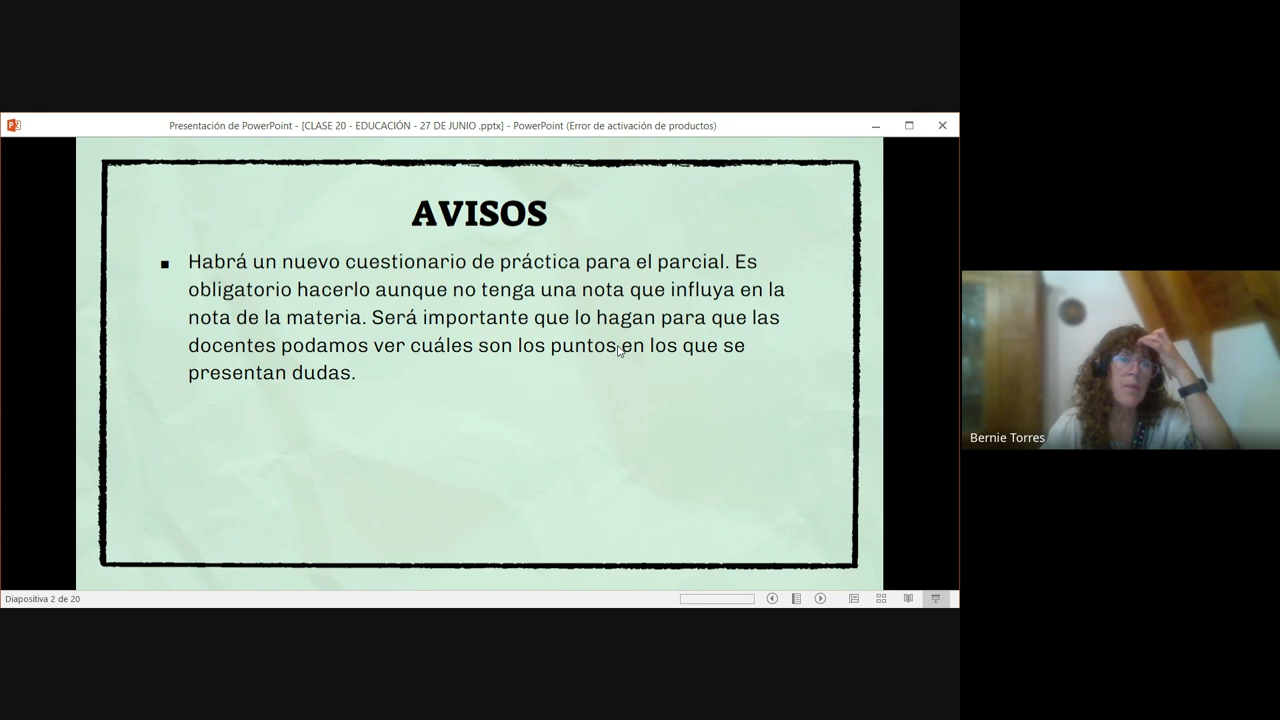 Presentación de PowerPoint - [CLASE 20 - EDUCACIÓN - 27 DE JUNIO .pptx] - PowerPoint (Error de activación de productos)
AVISOS
▪ Habrá un nuevo cuestionario de práctica para el parcial. Es
obligatorio hacerlo aunque no tenga una nota que influya en la
nota de la materia. Será importante que lo hagan para que las
docentes podamos ver cuáles son los puntos en los que se
presentan dudas.
Bernie Torres
Diapositiva 2 de 20